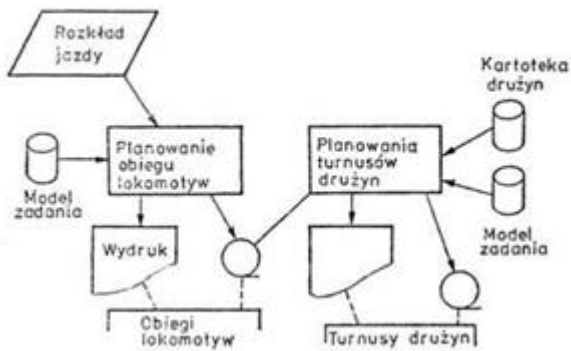 Rozkład
jazdy
Kartoteka
drużyn
Planowanie
obiegu
lokomotyw
Planowania
turnusów
drużyn
Model
zadania
Model
zadania
Wydruk
Obiegi
lokomotyw
Turnusy drużyn